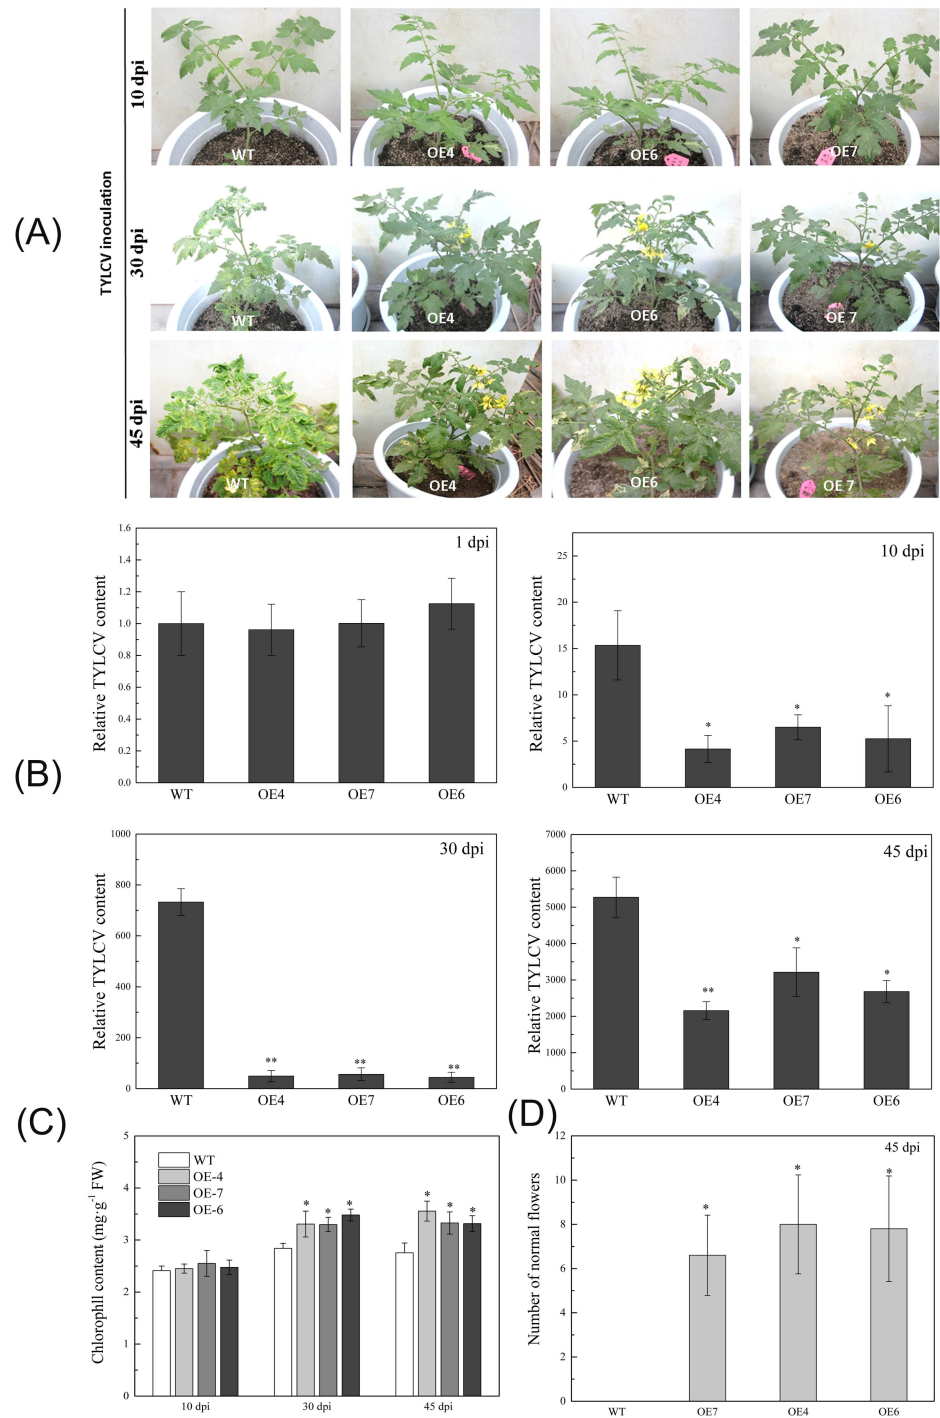 (A)
TYLCV inoculation
10 dpi
WT
OE4
OE6
OE7
30 dpi
WT
OE4
OE6
OE 7
45 dpi
WT
OE4
OE6
OE 7
(B)
1 dpi
Relative TYLCV content
1.6
1.4
1.2
1.0
0.8
0.6
0.4
0.2
0.0
WT OE4 OE7 OE6
10 dpi
Relative TYLCV content
25
20
15
10
5
0
* * *
WT OE4 OE7 OE6
30 dpi
Relative TYLCV content
1000
800
600
400
200
0
** ** **
WT OE4 OE7 OE6
45 dpi
Relative TYLCV content
7000
6000
5000
4000
3000
2000
1000
0
** * *
WT OE4 OE7 OE6
(C)
Chlorophll content (mg·g-1 FW)
5
4
3
2
1
0
WT
OE-4
OE-7
OE-6
* * * * * *
10 dpi 30 dpi 45 dpi
(D)
45 dpi
Number of normal flowers
12
10
8
6
4
2
0
* * *
WT OE7 OE4 OE6